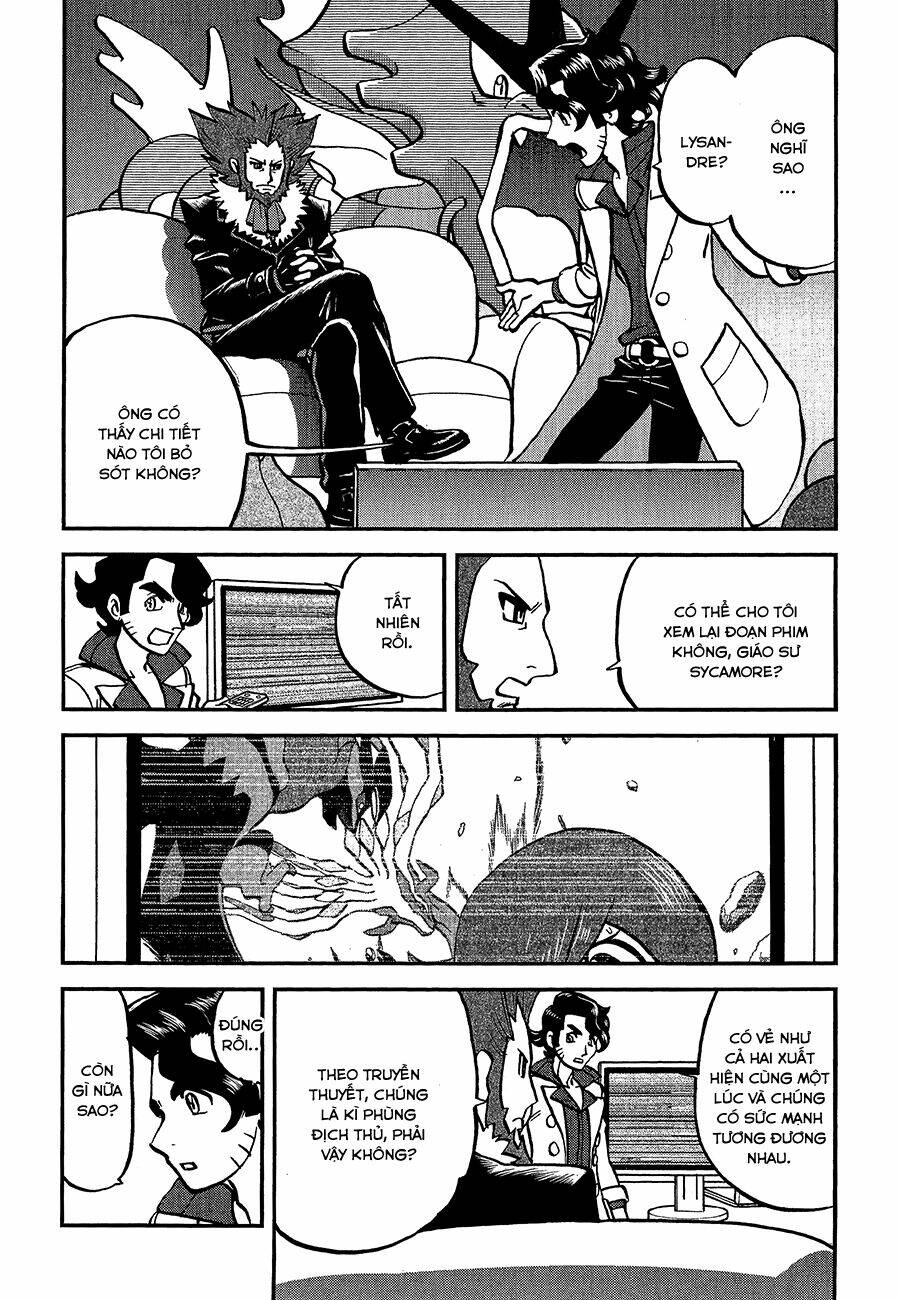 ÔNG
NGHĨ
SAO
...
LYSAN-
DRE?
ÔNG CÓ
THẤY CHI TIẾT
NÀO TÔI BỎ
SÓT KHÔNG?
CÓ THỂ CHO TÔI
XEM LẠI ĐOẠN PHIM
KHÔNG, GIÁO SƯ
SYCAMORE?
TẤT
NHIÊN
RỒI.
CÓ VẺ NHƯ
CẢ HAI XUẤT
HIỆN CÙNG MỘT
LÚC VÀ CHÚNG
CÓ SỨC MẠNH
TƯƠNG ĐƯƠNG
NHAU.
THEO TRUYỀN
THUYẾT, CHÚNG
LÀ KÌ PHÙNG
ĐỊCH THỦ, PHẢI
VẬY KHÔNG?
ĐÚNG
RỒI..
CÒN
GÌ NỮA
SAO?